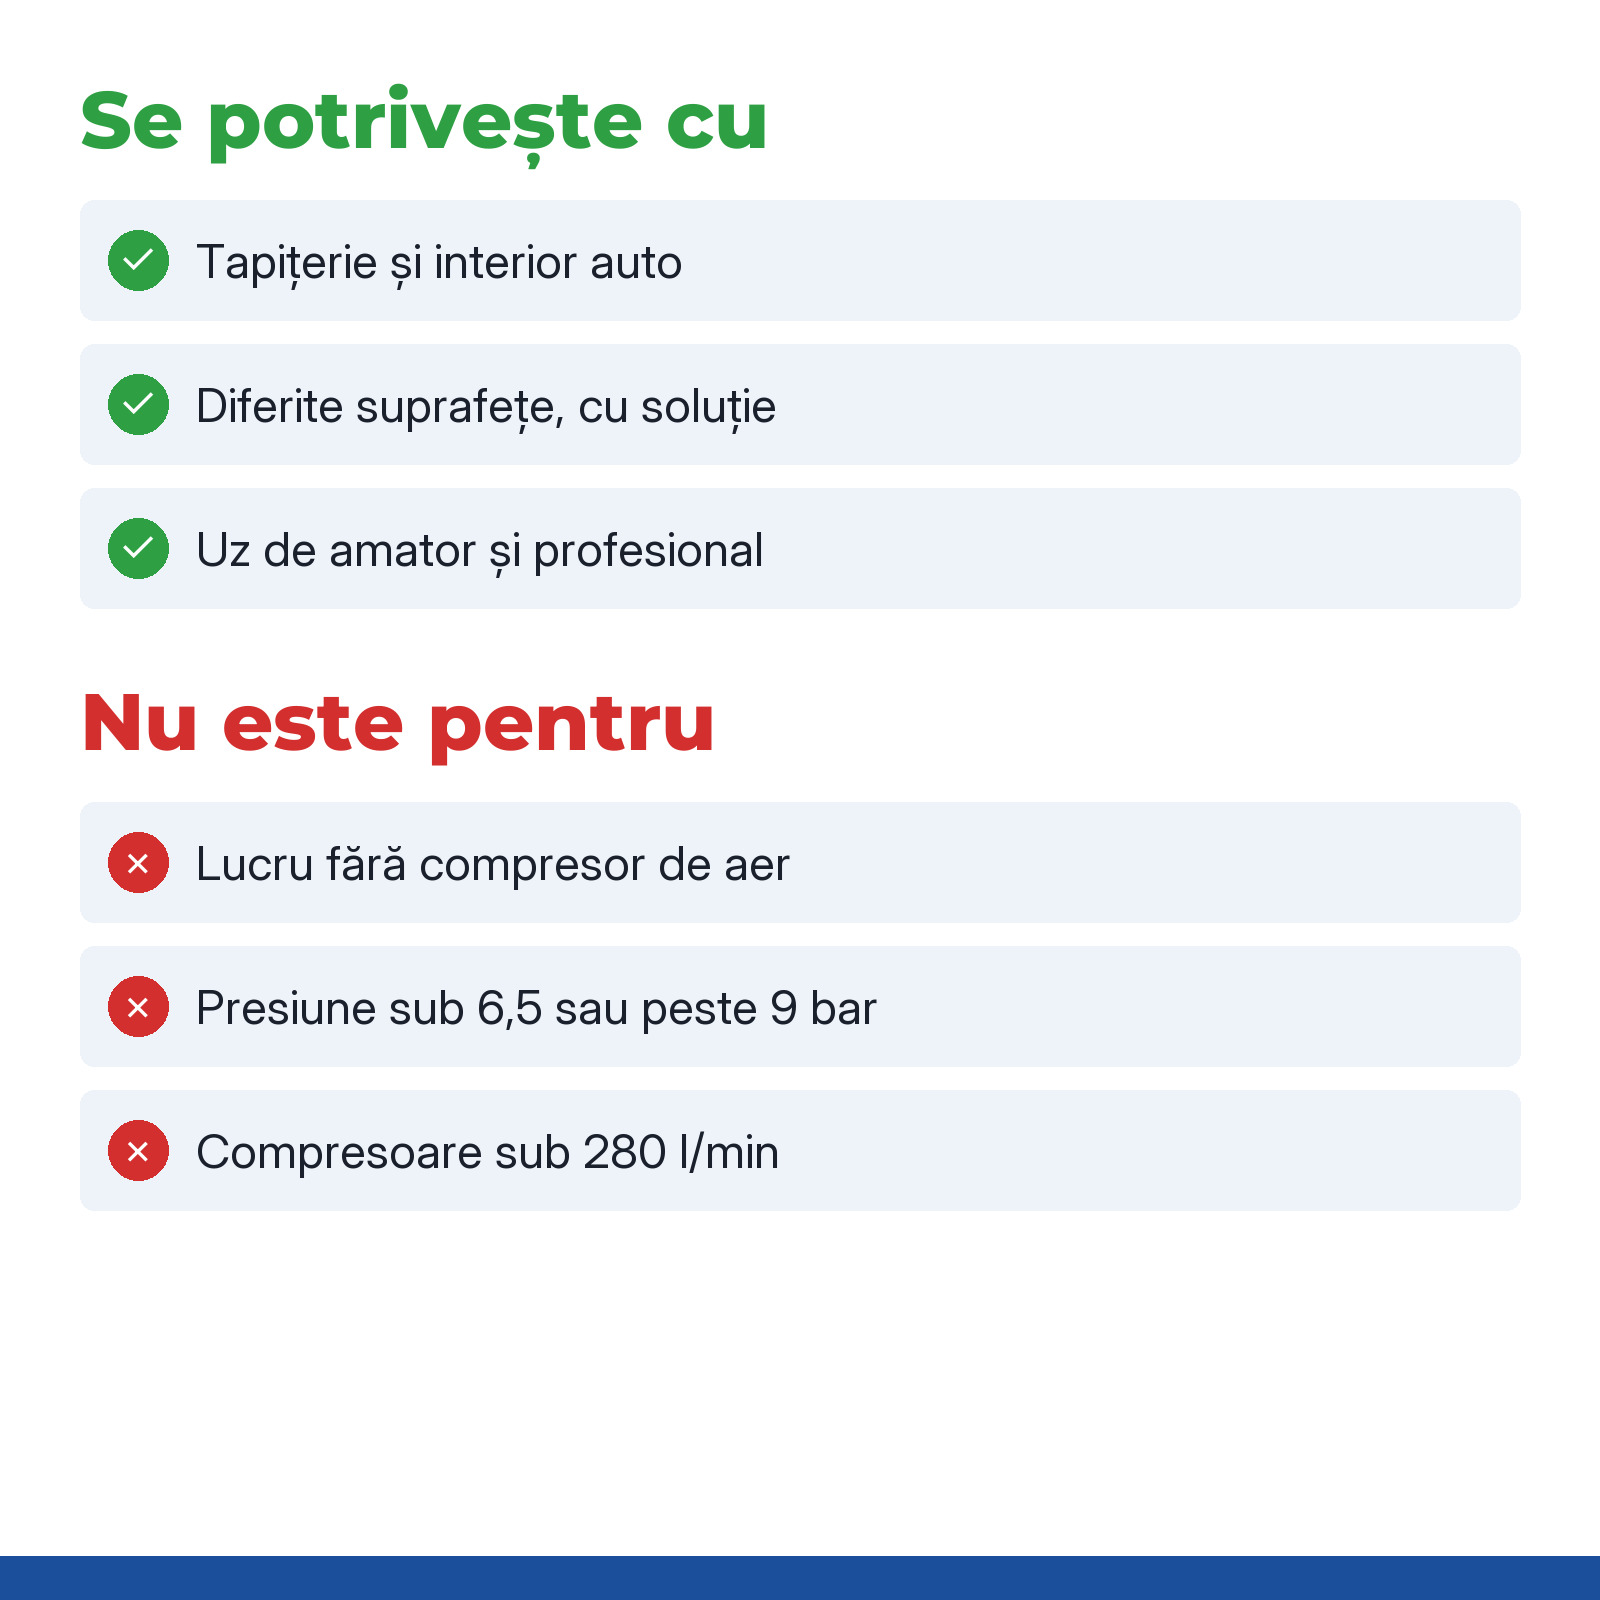 Se potrivește cu
Tapițerie și interior auto
Diferite suprafețe, cu soluție
Uz de amator și profesional
Nu este pentru
Lucru fără compresor de aer
Presiune sub 6,5 sau peste 9 bar
Compresoare sub 280 l/min